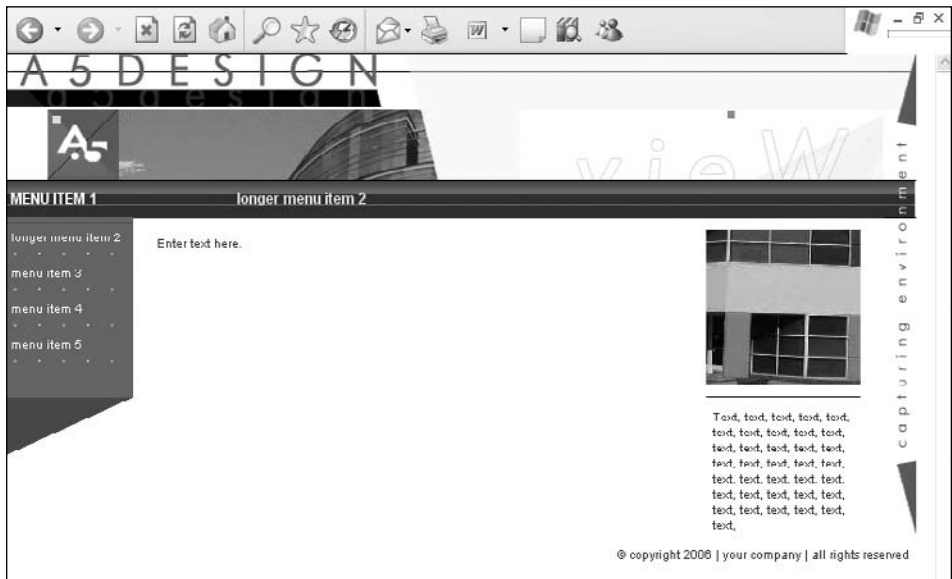 A5DESIGN
a5design
A5
vieW
MENU ITEM 1
longer menu item 2
longer menu item 2
menu item 3
menu item 4
menu item 5
Enter text here.
capturing environment
Text, text, text, text, text,
text, text, text, text, text,
text, text, text, text, text,
text, text, text, text, text,
text. text. text. text. text.
text, text, text, text, text,
text, text, text, text, text,
text,
© copyright 2006 | your company | all rights reserved